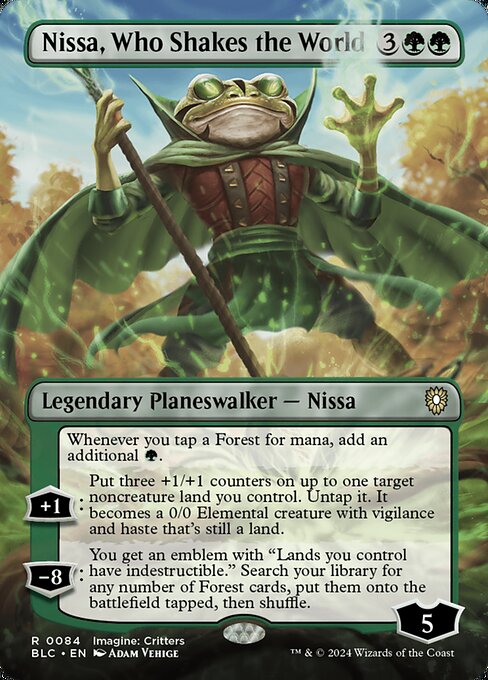 Nissa, Who Shakes the World 3
Legendary Planeswalker — Nissa
Whenever you tap a Forest for mana, add an
additional .
+1 : Put three +1/+1 counters on up to one target
noncreature land you control. Untap it. It
becomes a 0/0 Elemental creature with vigilance
and haste that's still a land.
−8 : You get an emblem with “Lands you control
have indestructible.” Search your library for
any number of Forest cards, put them onto the
battlefield tapped, then shuffle.
5
R 0084 Imagine: Critters
BLC • EN Adam Vehige
™ & © 2024 Wizards of the Coast